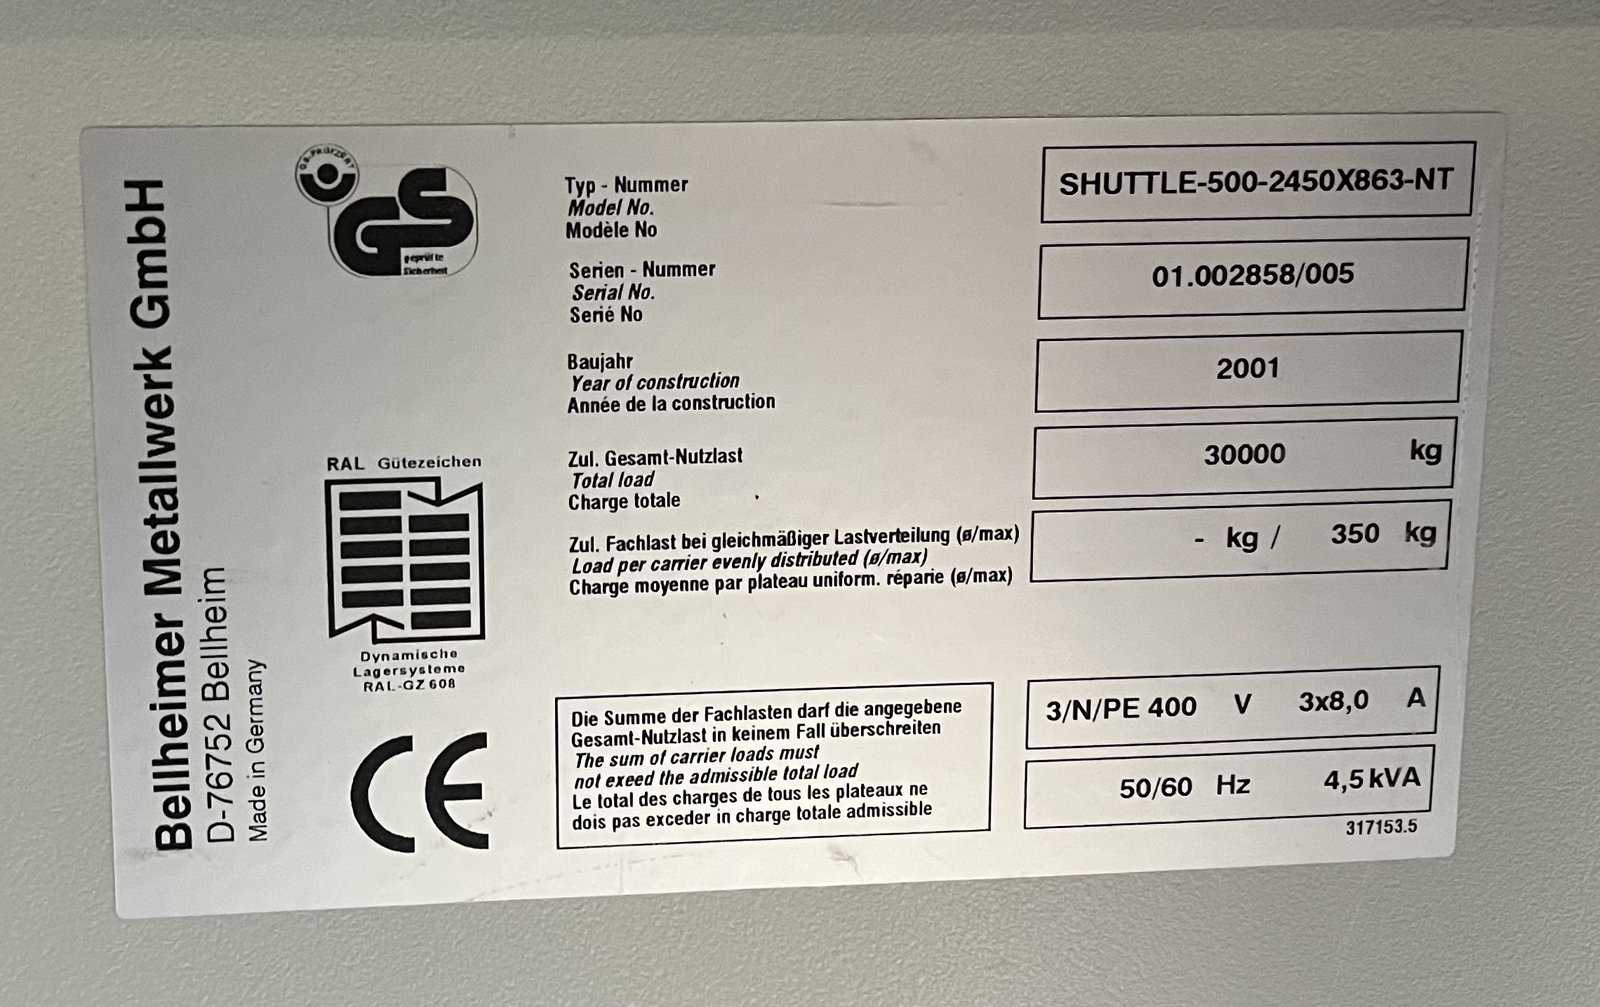 Bellheimer Metallwerk GmbH
D-76752 Bellheim
Made in Germany
GS-PRÜFZERT
GS
geprüfte
Sicherheit
RAL Gütezeichen
Dynamische
Lagersysteme
RAL-GZ 608
CE
Typ - Nummer
Model No.
Modèle No
SHUTTLE-500-2450X863-NT
Serien - Nummer
Serial No.
Serié No
01.002858/005
Baujahr
Year of construction
Année de la construction
2001
Zul. Gesamt-Nutzlast
Total load
Charge totale
30000 kg
Zul. Fachlast bei gleichmäßiger Lastverteilung (ø/max)
Load per carrier evenly distributed (ø/max)
Charge moyenne par plateau uniform. réparie (ø/max)
- kg / 350 kg
Die Summe der Fachlasten darf die angegebene
Gesamt-Nutzlast in keinem Fall überschreiten
The sum of carrier loads must
not exeed the admissible total load
Le total des charges de tous les plateaux ne
dois pas exceder in charge totale admissible
3/N/PE 400 V 3x8,0 A
50/60 Hz 4,5 kVA
317153.5